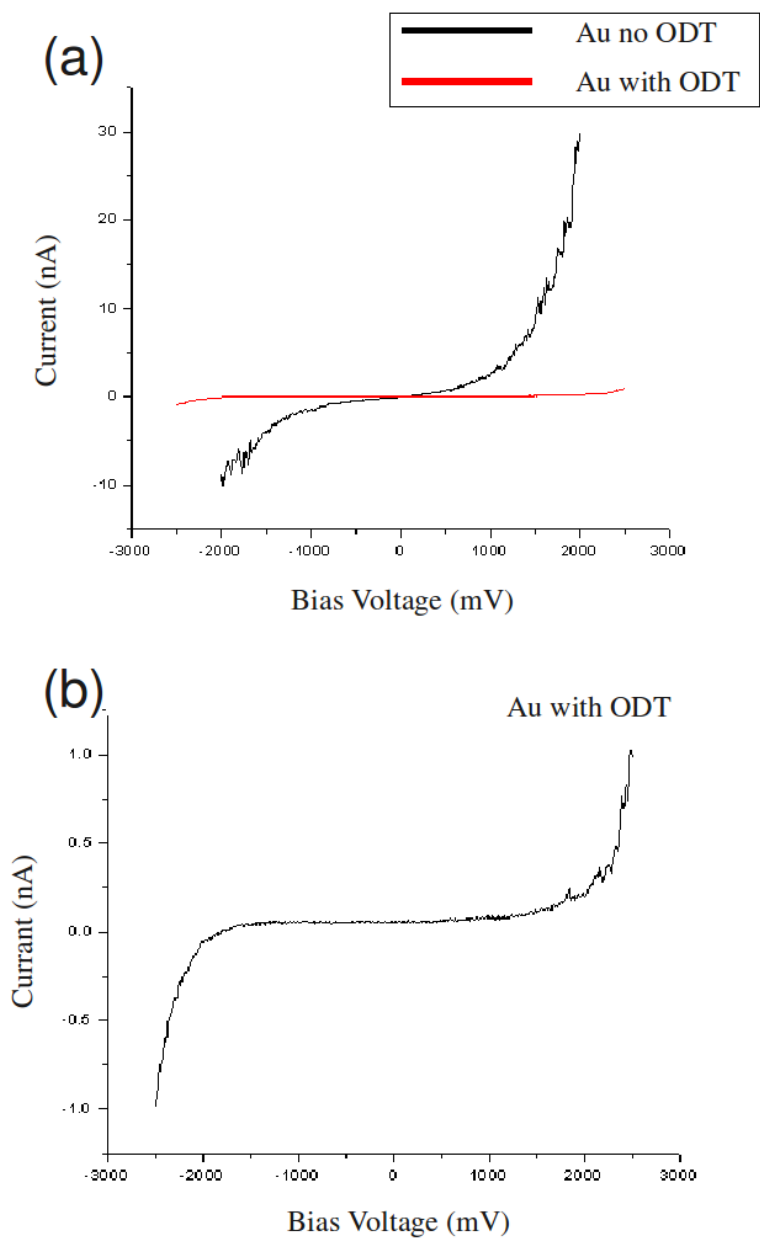 (a)
Au no ODT
Au with ODT
30
20
10
0
-10
Current (nA)
-3000 -2000 -1000 0 1000 2000 3000
Bias Voltage (mV)
(b)
Au with ODT
1.0
0.5
0.0
-0.5
-1.0
Currant (nA)
-3000 -2000 -1000 0 1000 2000 3000
Bias Voltage (mV)